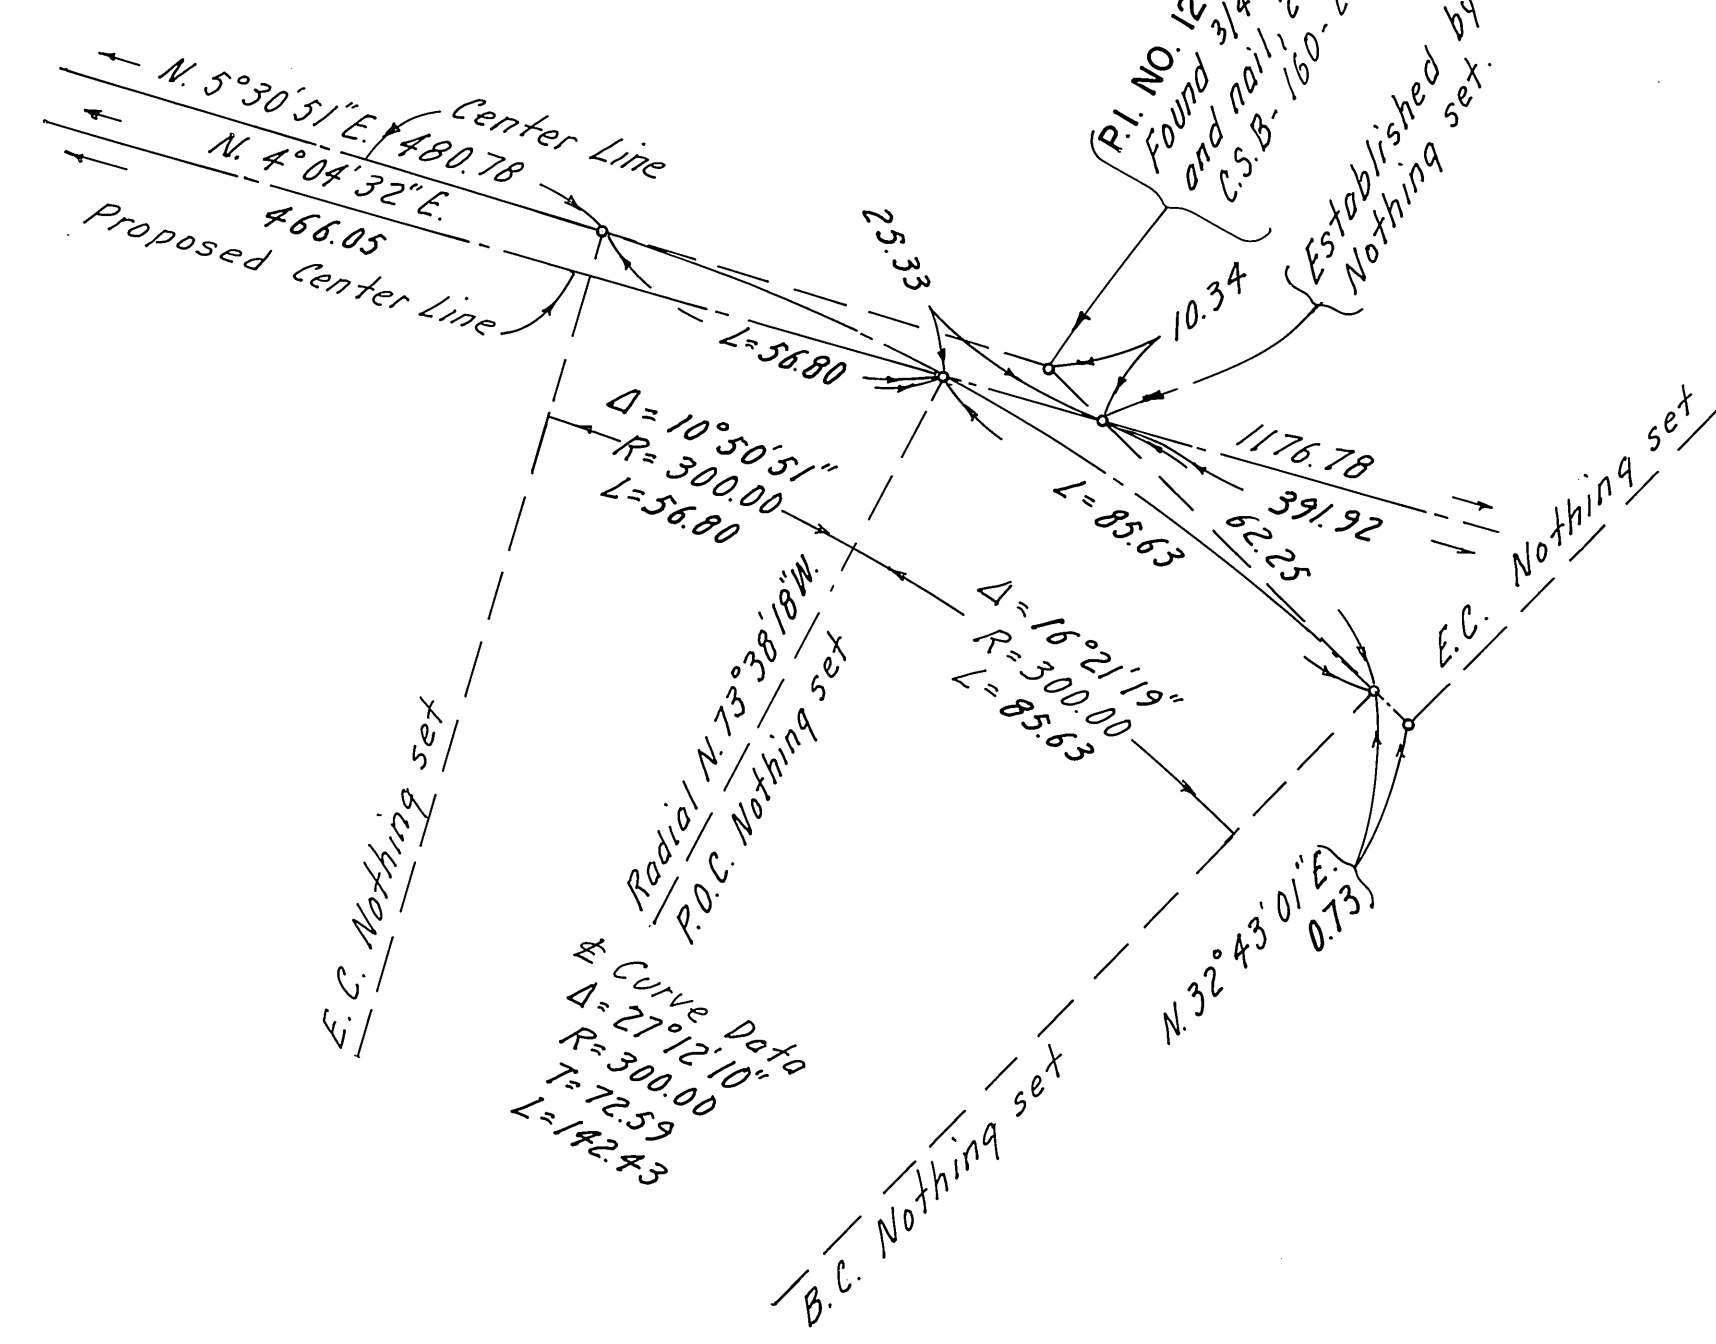 N. 5°30'51" E.
480.78
Center Line
N. 4°04'32" E.
466.05
Proposed Center Line
P.I. NO. 12
Found 3/4
and nail,
C.S.B-160-
Established by
Nothing set.
25.33
10.34
L=56.80
Δ= 10°50'51"
R= 300.00
L=56.80
1176.78
391.92
62.25
L=85.63
Δ= 16°21'19"
R=300.00
L=85.63
E.C. Nothing set
Radial N.73°38'18"W.
P.O.C. Nothing set
E.C. Nothing set
N.32°43'01"E.
0.73
℄ Curve Data
Δ=27°12'10"
R=300.00
T=72.59
L=142.43
B.C. Nothing set